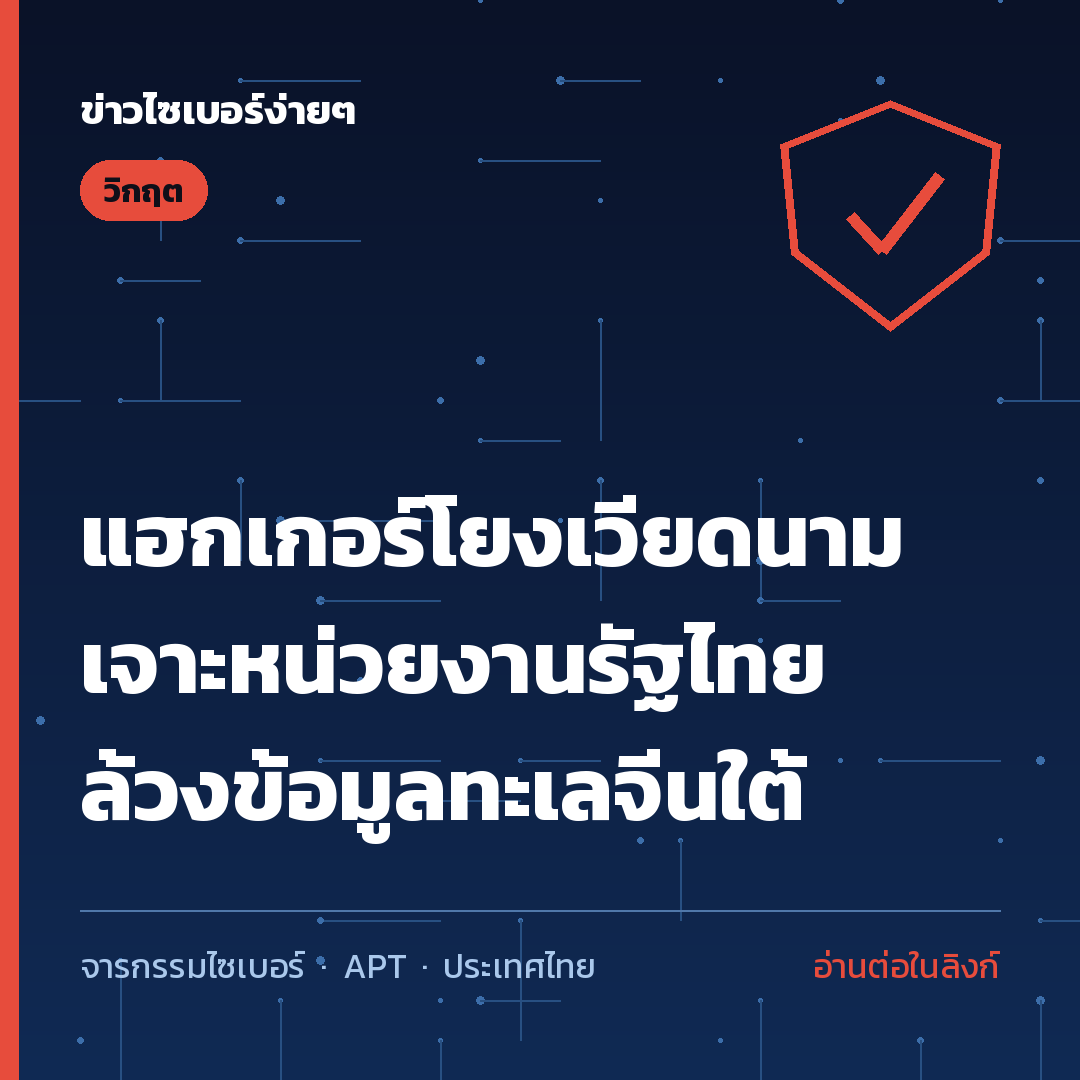 ข่าวไซเบอร์ง่ายๆ
วิกฤต
แฮกเกอร์โยงเวียดนาม
เจาะหน่วยงานรัฐไทย
ล้วงข้อมูลทะเลจีนใต้
จารกรรมไซเบอร์ · APT · ประเทศไทย
อ่านต่อในลิงก์